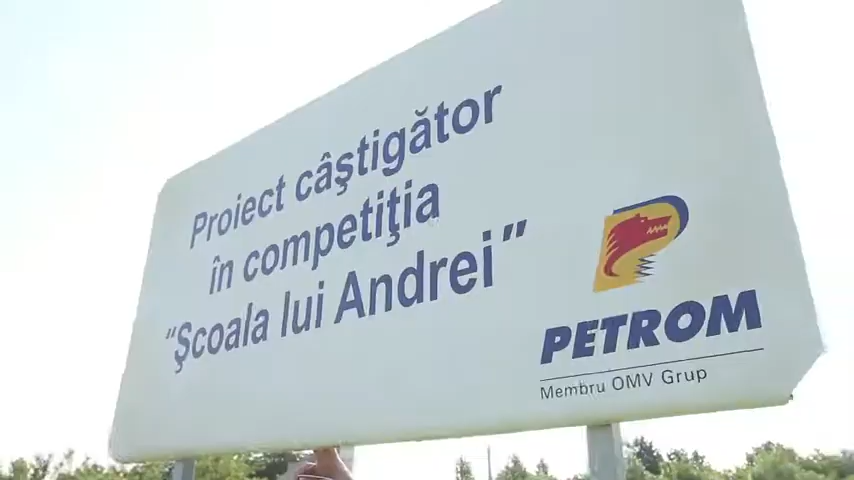 Proiect câştigător
în competiţia
“Şcoala lui Andrei”
PETROM
Membru OMV Grup